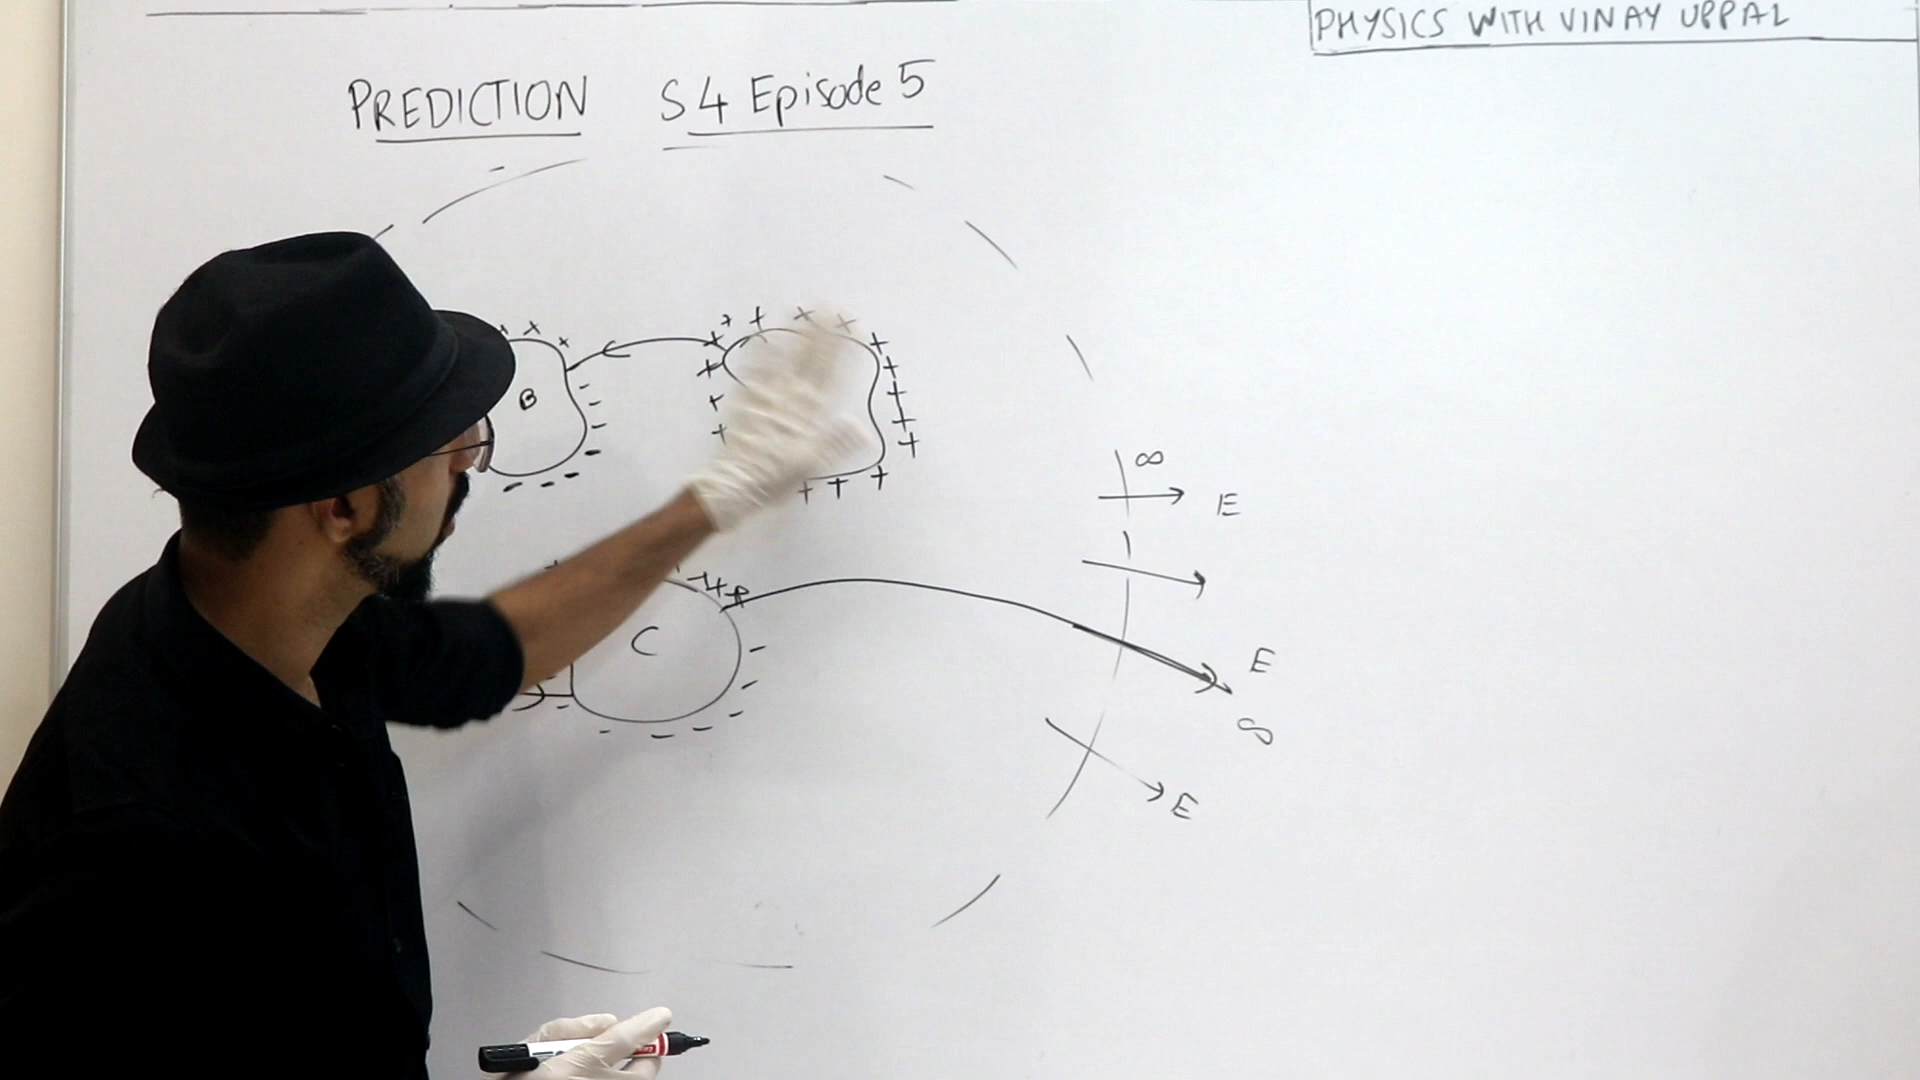 PHYSICS WITH VINAY UPPAL
PREDICTION S4 Episode 5
B
∞
E
C
E
∞
E